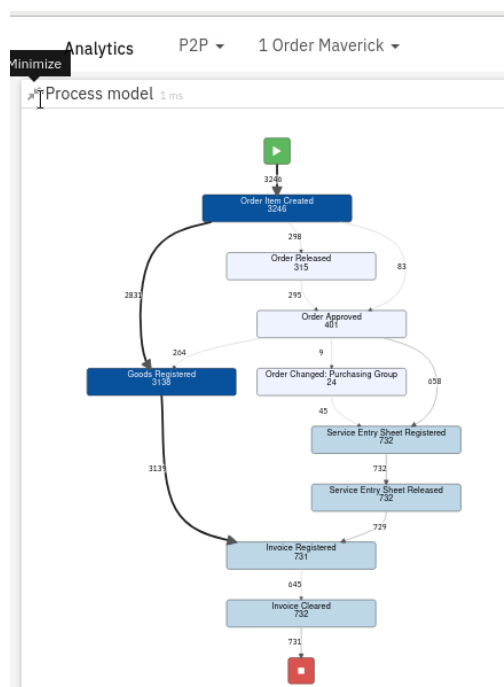 Analytics P2P 1 Order Maverick
Minimize
Process model 1 ms
3246
Order Item Created
3246
298
Order Released
315
83
2831
295
Order Approved
401
264
9
Goods Registered
3138
Order Changed: Purchasing Group
24
658
45
Service Entry Sheet Registered
732
3139
732
Service Entry Sheet Released
732
729
Invoice Registered
731
645
Invoice Cleared
732
731